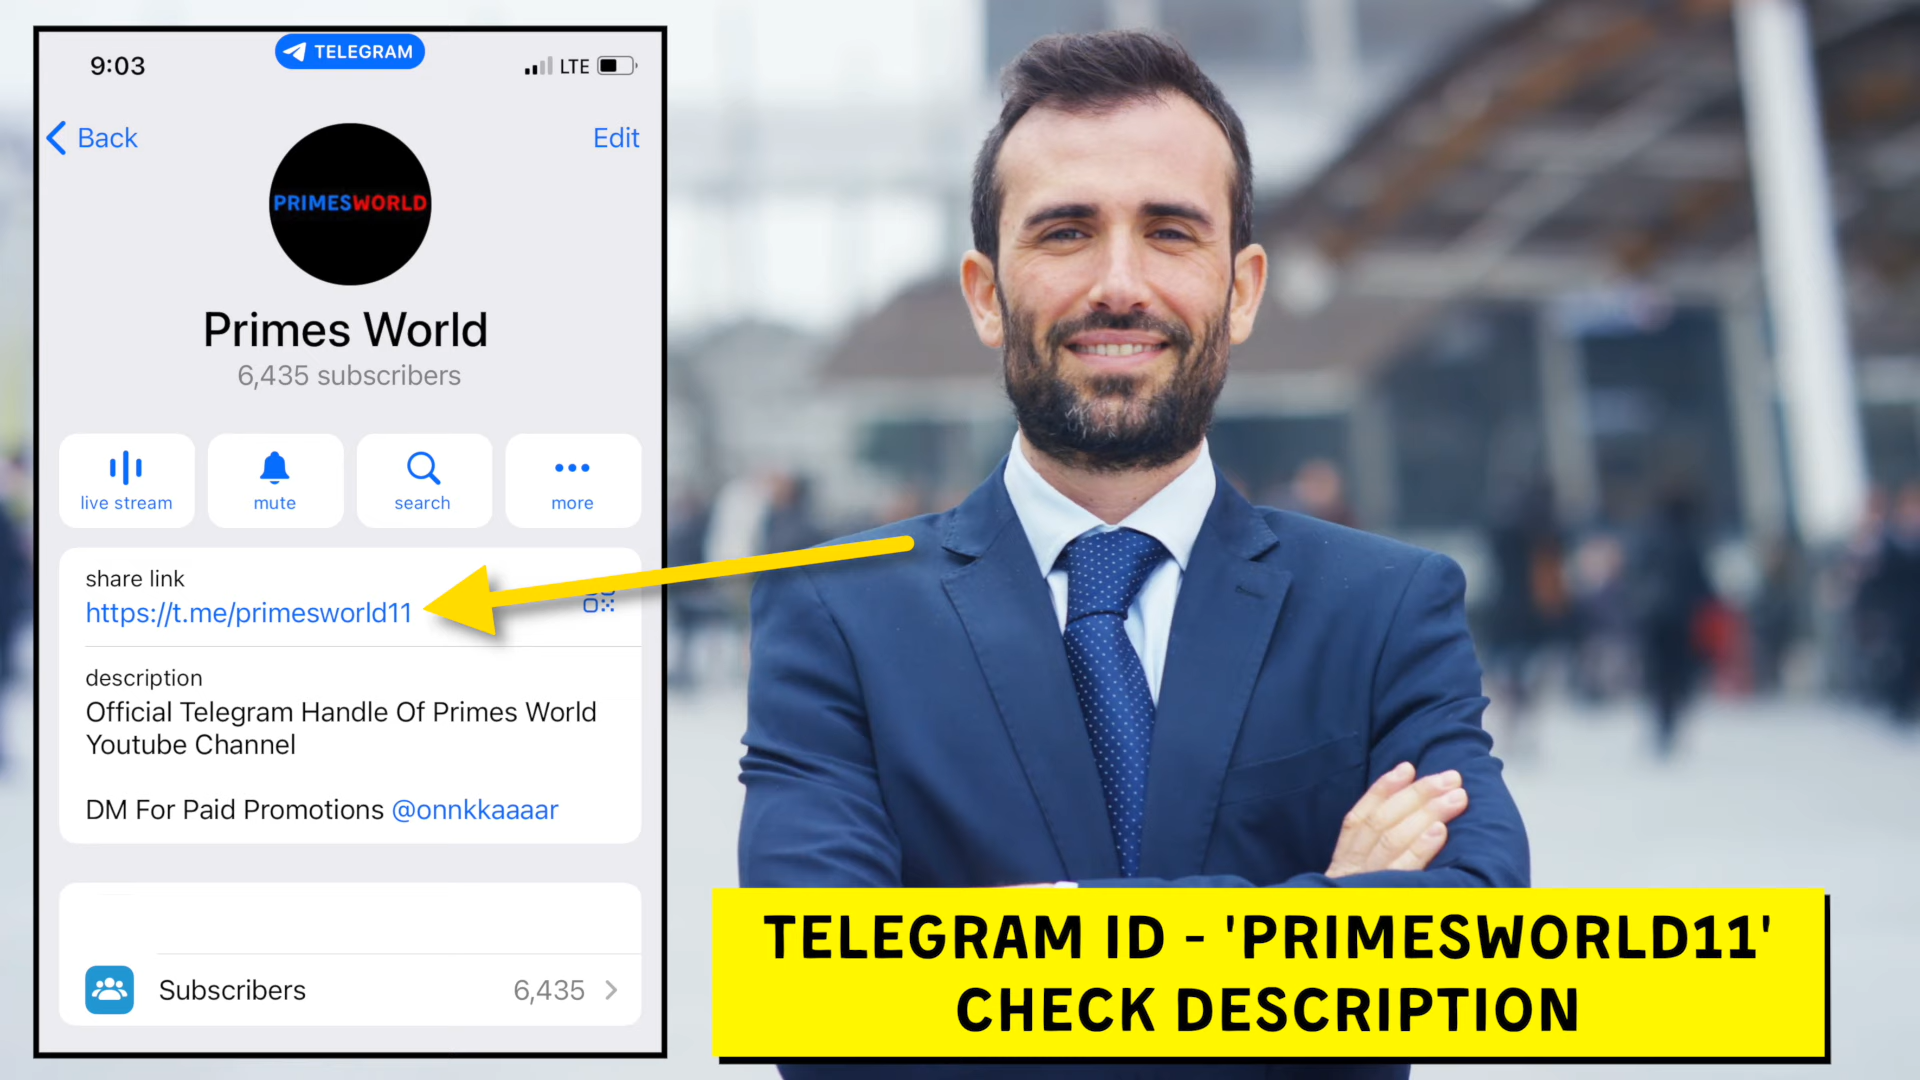 9:03
TELEGRAM
LTE
Back
Edit
PRIMESWORLD
Primes World
6,435 subscribers
live stream
mute
search
more
share link
https://t.me/primesworld11
description
Official Telegram Handle Of Primes World
Youtube Channel
DM For Paid Promotions @onnkkaaaar
Subscribers
6,435
TELEGRAM ID - 'PRIMESWORLD11'
CHECK DESCRIPTION